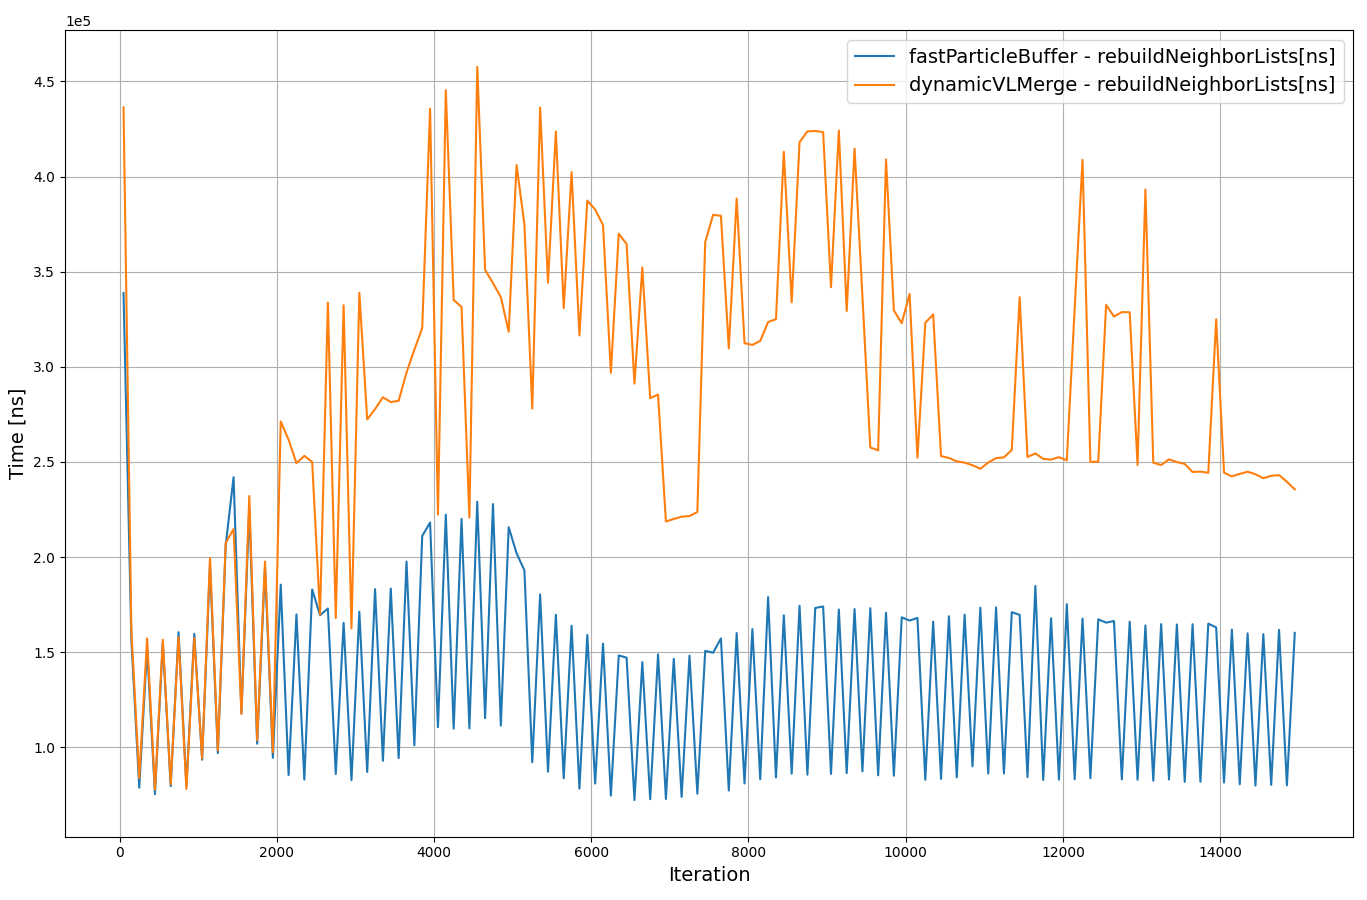 1e5
fastParticleBuffer - rebuildNeighborLists[ns]
dynamicVLMerge - rebuildNeighborLists[ns]
4.5
4.0
3.5
3.0
2.5
2.0
1.5
1.0
Time [ns]
0 2000 4000 6000 8000 10000 12000 14000
Iteration